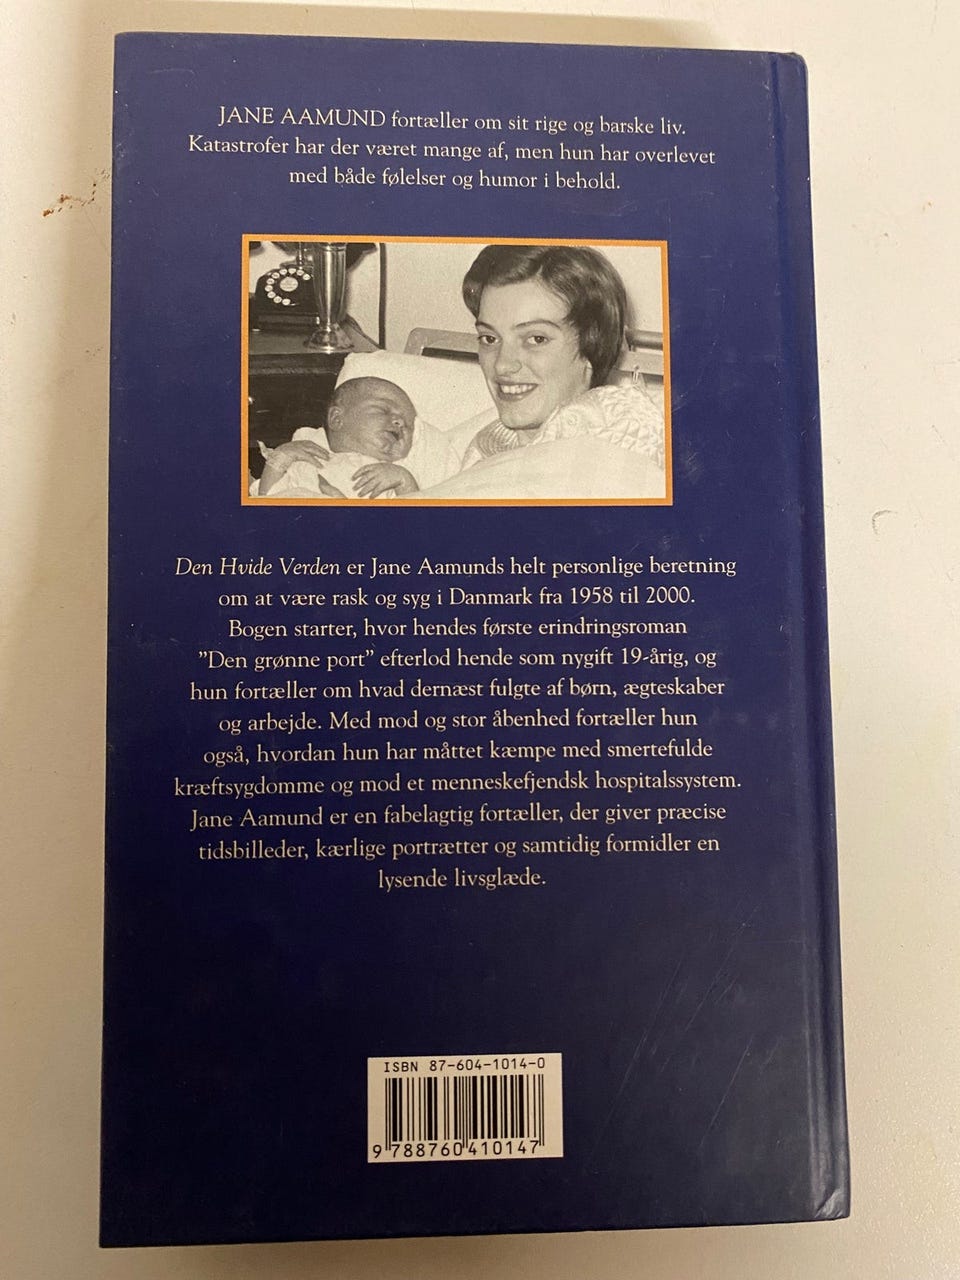 JANE AAMUND fortæller om sit rige og barske liv.
Katastrofer har der været mange af, men hun har overlevet
med både følelser og humor i behold.
Den Hvide Verden er Jane Aamunds helt personlige beretning
om at være rask og syg i Danmark fra 1958 til 2000.
Bogen starter, hvor hendes første erindringsroman
”Den grønne port” efterlod hende som nygift 19-årig, og
hun fortæller om hvad dernæst fulgte af børn, ægteskaber
og arbejde. Med mod og stor åbenhed fortæller hun
også, hvordan hun har måttet kæmpe med smertefulde
kræftsygdomme og mod et menneskefjendsk hospitalssystem.
Jane Aamund er en fabelagtig fortæller, der giver præcise
tidsbilleder, kærlige portrætter og samtidig formidler en
lysende livsglæde.
ISBN 87-604-1014-0
9 788760 410147